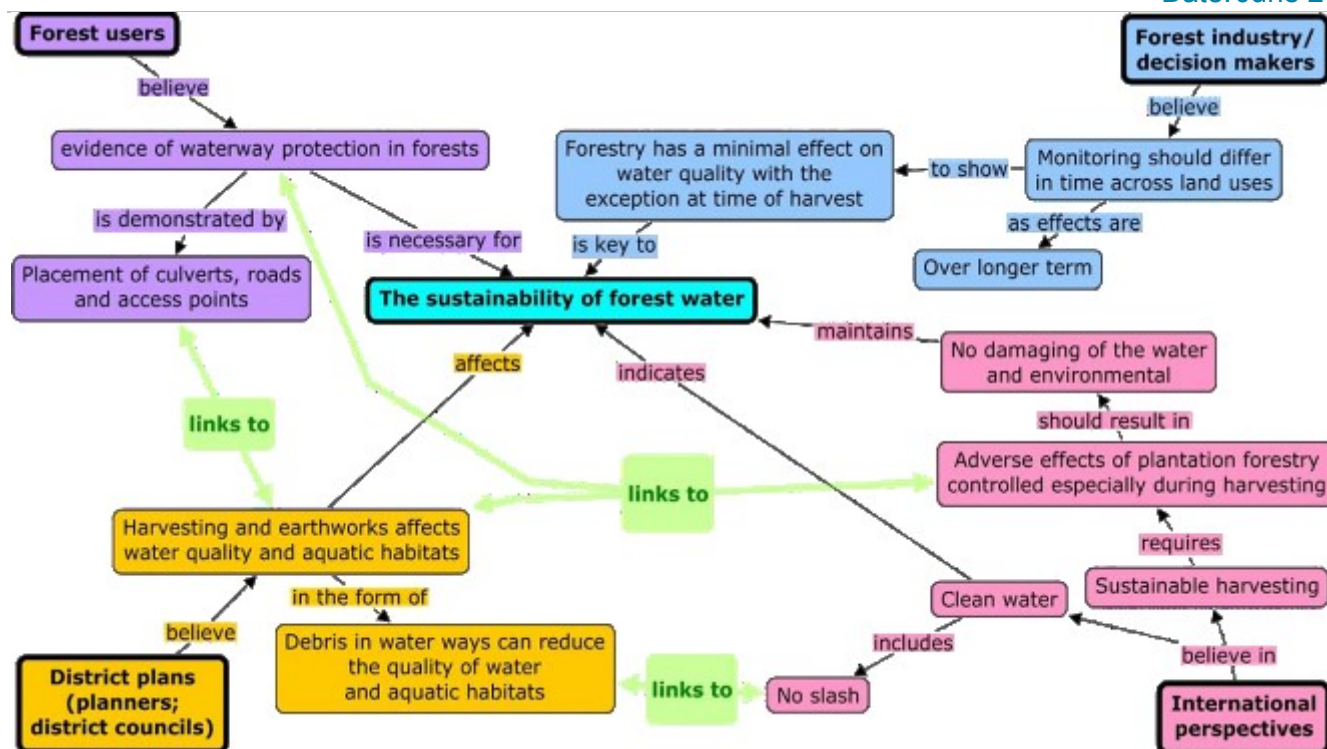 Date: June 2
Forest users
believe
evidence of waterway protection in forests
is demonstrated by
is necessary for
Placement of culverts, roads
and access points
Forest industry/
decision makers
believe
Monitoring should differ
in time across land uses
to show
Forestry has a minimal effect on
water quality with the
exception at time of harvest
as effects are
Over longer term
is key to
The sustainability of forest water
affects
indicates
maintains
No damaging of the water
and environmental
should result in
Adverse effects of plantation forestry
controlled especially during harvesting
requires
Sustainable harvesting
links to
links to
Harvesting and earthworks affects
water quality and aquatic habitats
in the form of
believe
Debris in water ways can reduce
the quality of water
and aquatic habitats
District plans
(planners;
district councils)
links to
No slash
includes
Clean water
believe in
International
perspectives